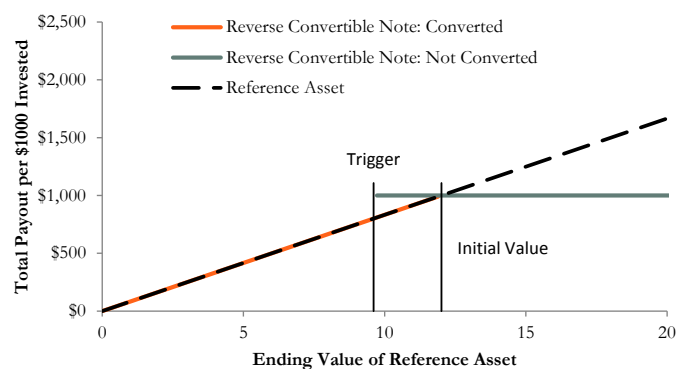 $2,500
Reverse Convertible Note: Converted
$2,000
Reverse Convertible Note: Not Converted
Reference Asset
$1,500
Trigger
$1,000
Initial Value
$500
$0
0
5
10
15
20
Total Payout per $1000 Invested
Ending Value of Reference Asset